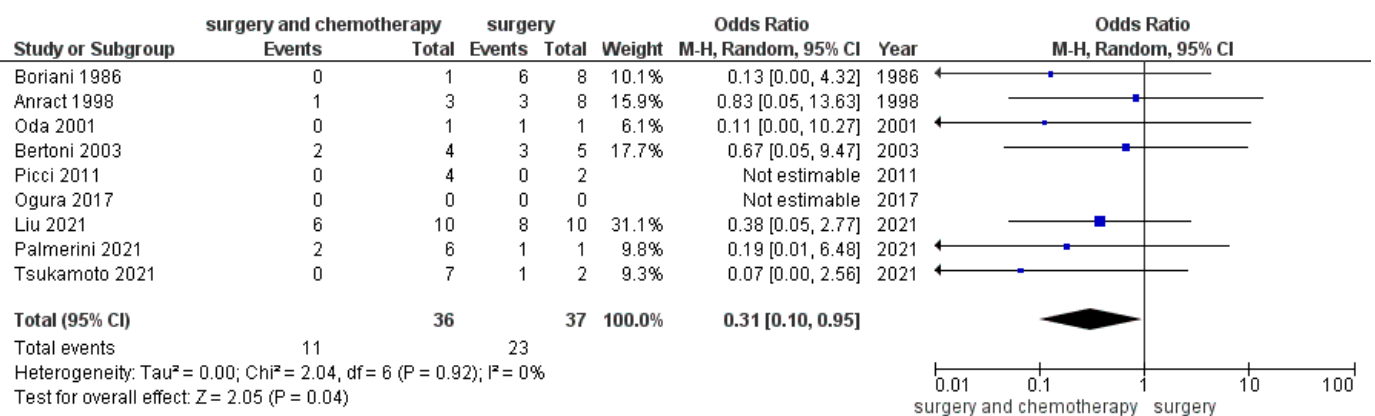 surgery and chemotherapy surgery Odds Ratio Odds Ratio
Study or Subgroup Events Total Events Total Weight M-H, Random, 95% CI Year M-H, Random, 95% CI
Boriani 1986 0 1 6 8 10.1% 0.13 [0.00, 4.32] 1986
Anract 1998 1 3 3 8 15.9% 0.83 [0.05, 13.63] 1998
Oda 2001 0 1 1 1 6.1% 0.11 [0.00, 10.27] 2001
Bertoni 2003 2 4 3 5 17.7% 0.67 [0.05, 9.47] 2003
Picci 2011 0 4 0 2 Not estimable 2011
Ogura 2017 0 0 0 0 Not estimable 2017
Liu 2021 6 10 8 10 31.1% 0.38 [0.05, 2.77] 2021
Palmerini 2021 2 6 1 1 9.8% 0.19 [0.01, 6.48] 2021
Tsukamoto 2021 0 7 1 2 9.3% 0.07 [0.00, 2.56] 2021
Total (95% CI) 36 37 100.0% 0.31 [0.10, 0.95]
Total events 11 23
Heterogeneity: Tau² = 0.00; Chi² = 2.04, df = 6 (P = 0.92); I² = 0%
Test for overall effect: Z = 2.05 (P = 0.04)
0.01 0.1 1 10 100
surgery and chemotherapy surgery